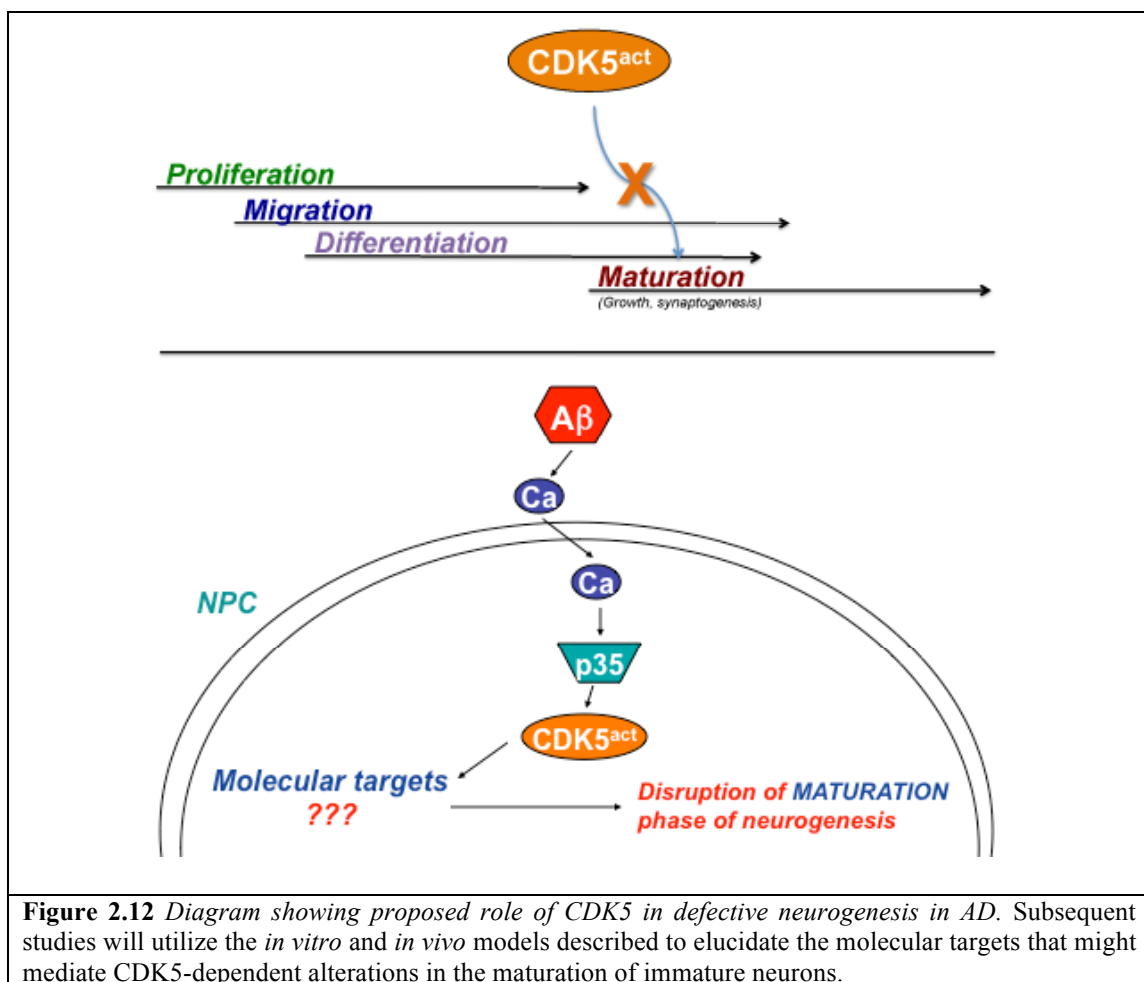 CDK5act
Proliferation
Migration
Differentiation
Maturation
(Growth, synaptogenesis)
Aβ
Ca
Ca
NPC
p35
CDK5act
Molecular targets
???
Disruption of MATURATION
phase of neurogenesis
Figure 2.12 Diagram showing proposed role of CDK5 in defective neurogenesis in AD. Subsequent
studies will utilize the in vitro and in vivo models described to elucidate the molecular targets that might
mediate CDK5-dependent alterations in the maturation of immature neurons.